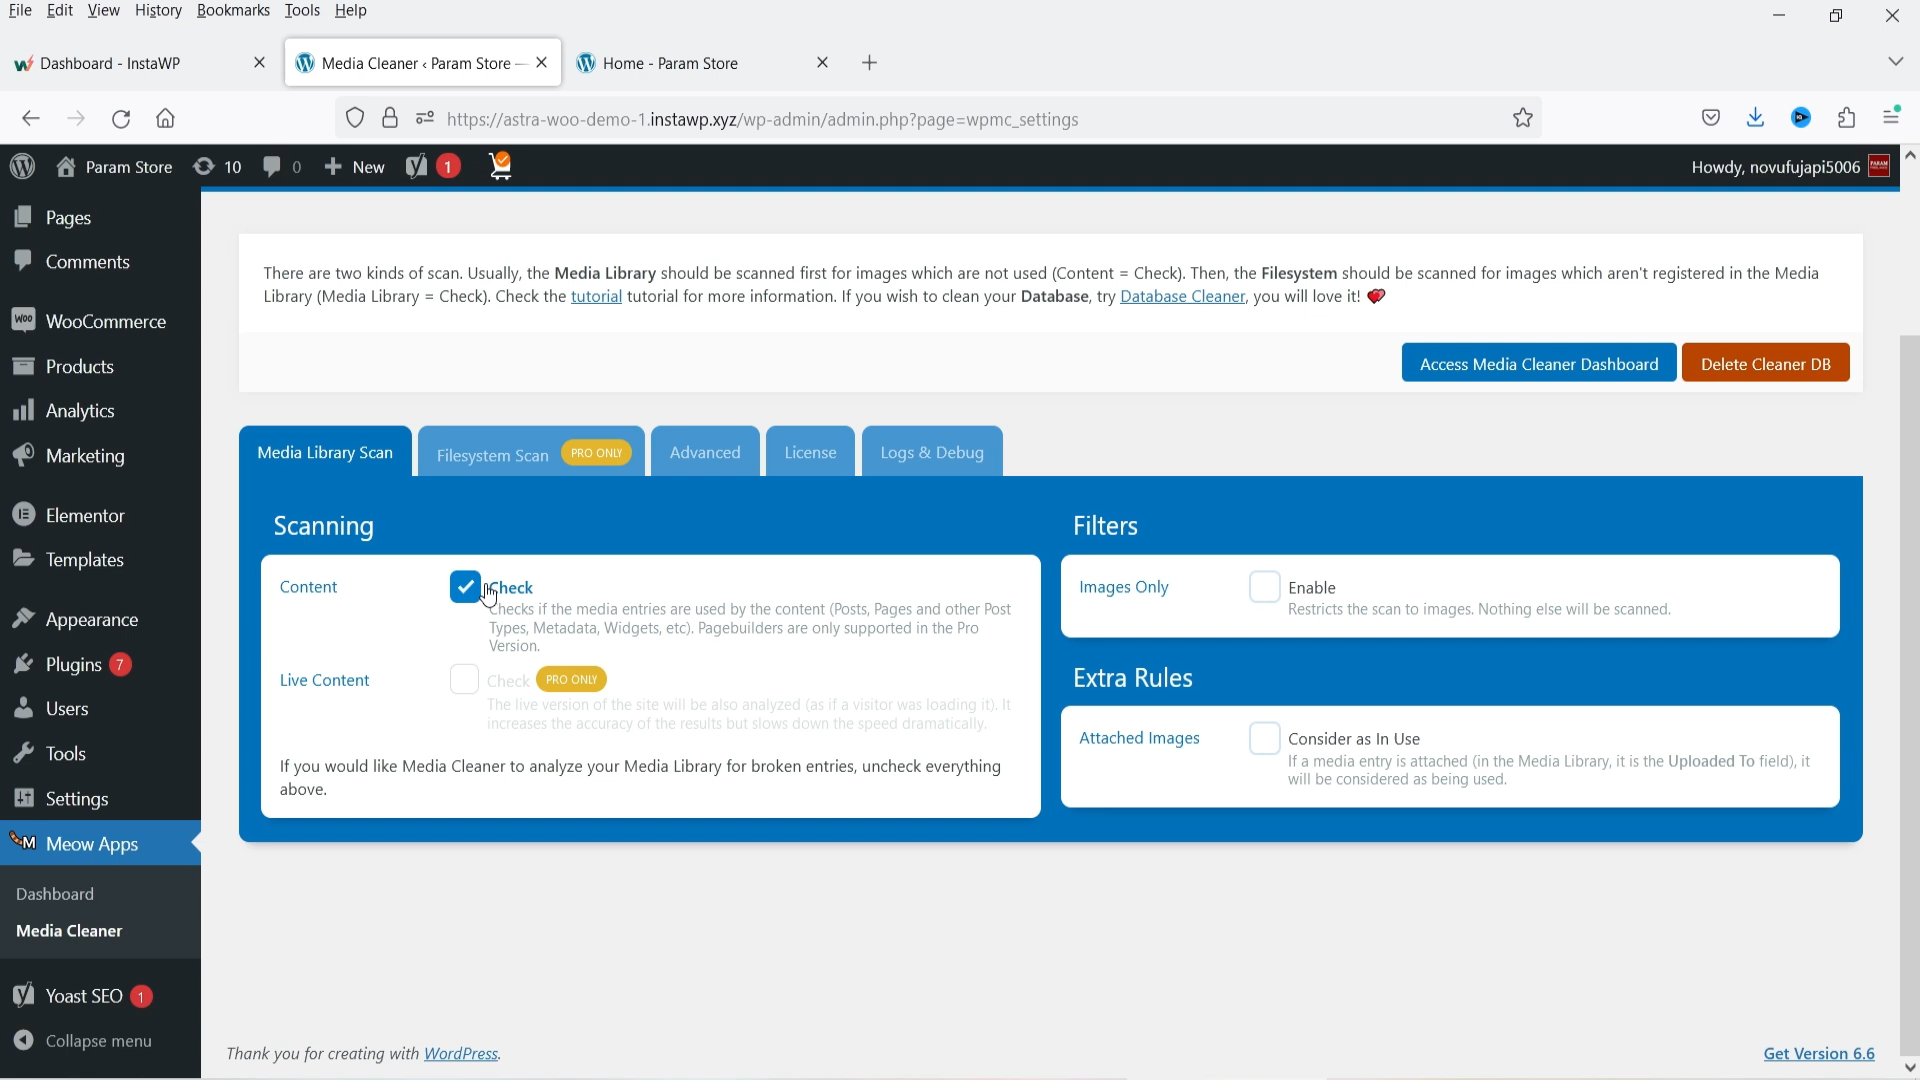 File Edit View History Bookmarks Tools Help
Dashboard - InstaWP
Media Cleaner ‹ Param Store —
Home - Param Store
https://astra-woo-demo-1.instawp.xyz/wp-admin/admin.php?page=wpmc_settings
Param Store 10 0 New 1
Howdy, novufujapi5006
Pages
Comments
WooCommerce
Products
Analytics
Marketing
Elementor
Templates
Appearance
Plugins 7
Users
Tools
Settings
Meow Apps
Dashboard
Media Cleaner
Yoast SEO 1
Collapse menu
There are two kinds of scan. Usually, the Media Library should be scanned first for images which are not used (Content = Check). Then, the Filesystem should be scanned for images which aren't registered in the Media
Library (Media Library = Check). Check the tutorial tutorial for more information. If you wish to clean your Database, try Database Cleaner, you will love it!
Access Media Cleaner Dashboard
Delete Cleaner DB
Media Library Scan
Filesystem Scan PRO ONLY
Advanced
License
Logs & Debug
Scanning
Content
Check
Checks if the media entries are used by the content (Posts, Pages and other Post
Types, Metadata, Widgets, etc). Pagebuilders are only supported in the Pro
Version.
Live Content
Check PRO ONLY
The live version of the site will be also analyzed (as if a visitor was loading it). It
increases the accuracy of the results but slows down the speed dramatically.
If you would like Media Cleaner to analyze your Media Library for broken entries, uncheck everything
above.
Filters
Images Only
Enable
Restricts the scan to images. Nothing else will be scanned.
Extra Rules
Attached Images
Consider as In Use
If a media entry is attached (in the Media Library, it is the Uploaded To field), it
will be considered as being used.
Thank you for creating with WordPress.
Get Version 6.6